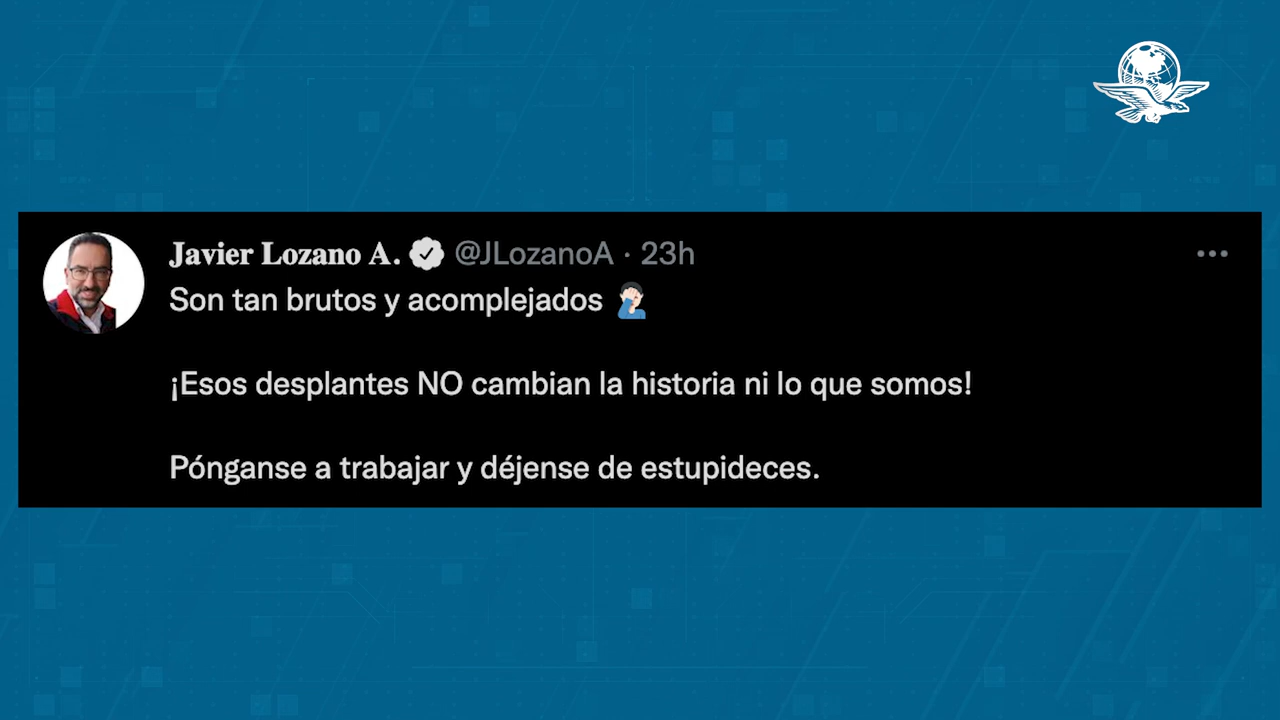 Javier Lozano A. @JLozanoA · 23h
Son tan brutos y acomplejados 🤦🏻‍♂️
¡Esos desplantes NO cambian la historia ni lo que somos!
Pónganse a trabajar y déjense de estupideces.